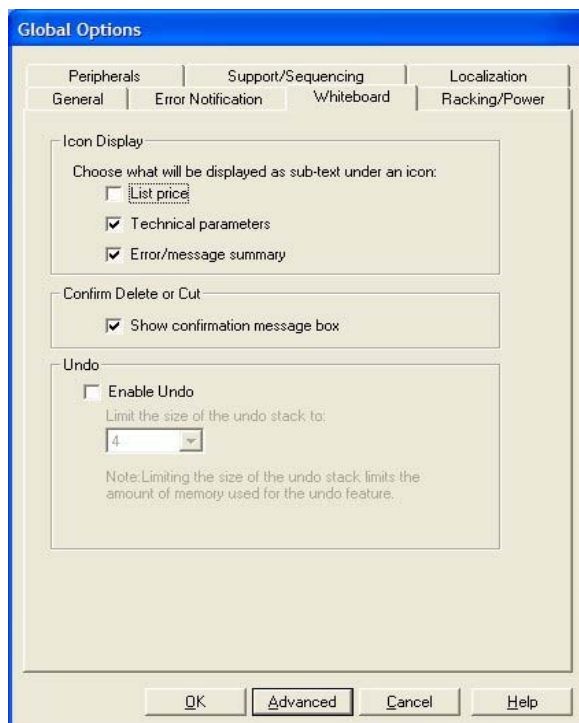 Global Options
Peripherals Support/Sequencing Localization
General Error Notification Whiteboard Racking/Power
Icon Display
Choose what will be displayed as sub-text under an icon:
List price
Technical parameters
Error/message summary
Confirm Delete or Cut
Show confirmation message box
Undo
Enable Undo
Limit the size of the undo stack to:
4
Note:Limiting the size of the undo stack limits the
amount of memory used for the undo feature.
OK Advanced Cancel Help